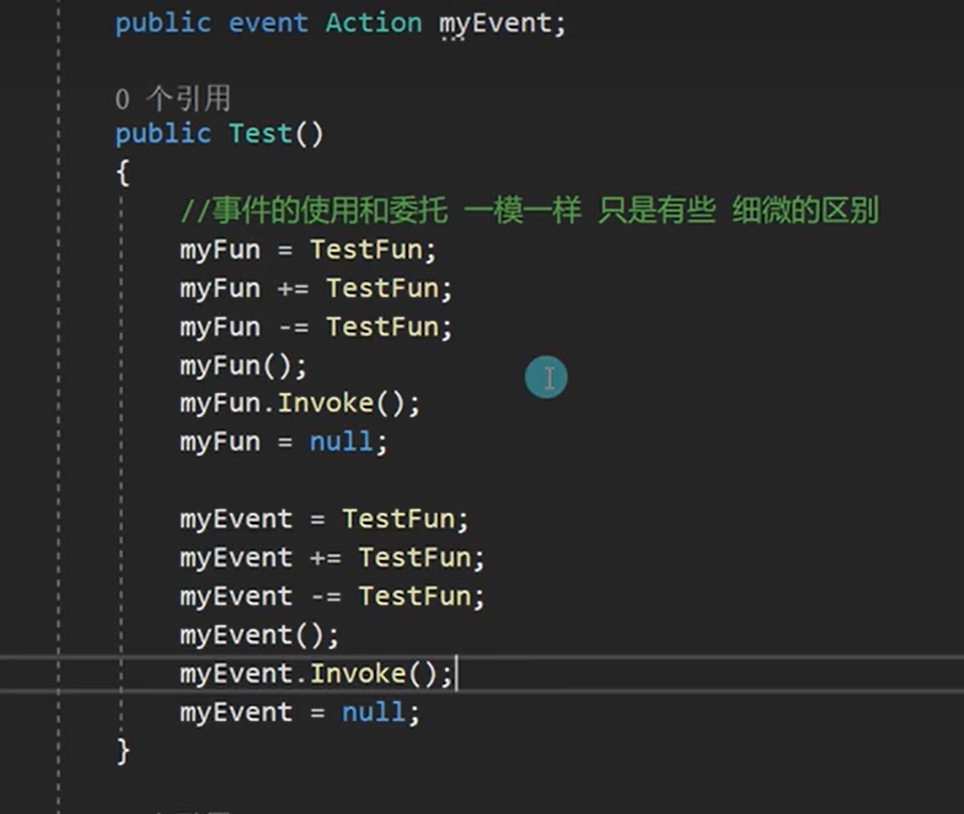 public event Action myEvent;
0 个引用
public Test()
{
//事件的使用和委托 一模一样 只是有些 细微的区别
myFun = TestFun;
myFun += TestFun;
myFun -= TestFun;
myFun();
myFun.Invoke();
myFun = null;
myEvent = TestFun;
myEvent += TestFun;
myEvent -= TestFun;
myEvent();
myEvent.Invoke();
myEvent = null;
}